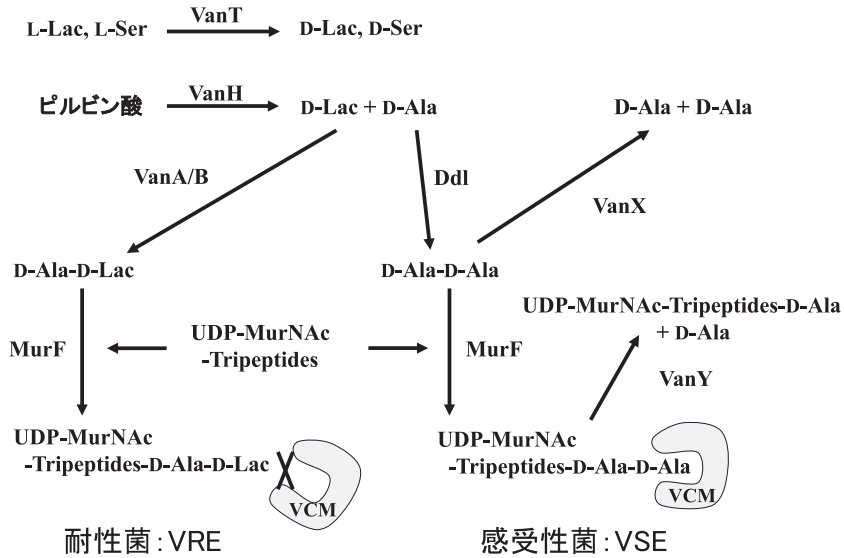 L-Lac, L-Ser VanT D-Lac, D-Ser
ピルビン酸 VanH D-Lac + D-Ala D-Ala + D-Ala
VanA/B Ddl VanX
D-Ala-D-Lac D-Ala-D-Ala
UDP-MurNAc-Tripeptides-D-Ala
+ D-Ala
MurF UDP-MurNAc
-Tripeptides MurF
VanY
UDP-MurNAc
-Tripeptides-D-Ala-D-Lac
VCM
UDP-MurNAc
-Tripeptides-D-Ala-D-Ala
VCM
耐性菌:VRE 感受性菌:VSE